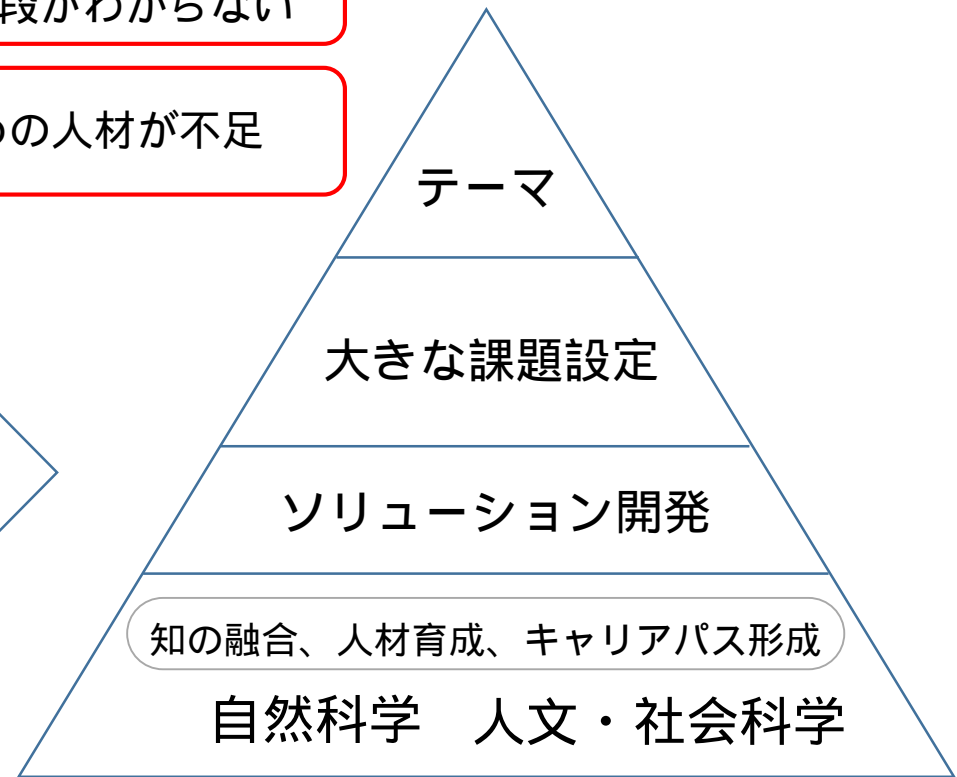 段がわからない
の人材が不足
テーマ
大きな課題設定
ソリューション開発
知の融合、人材育成、キャリアパス形成
自然科学 人文・社会科学